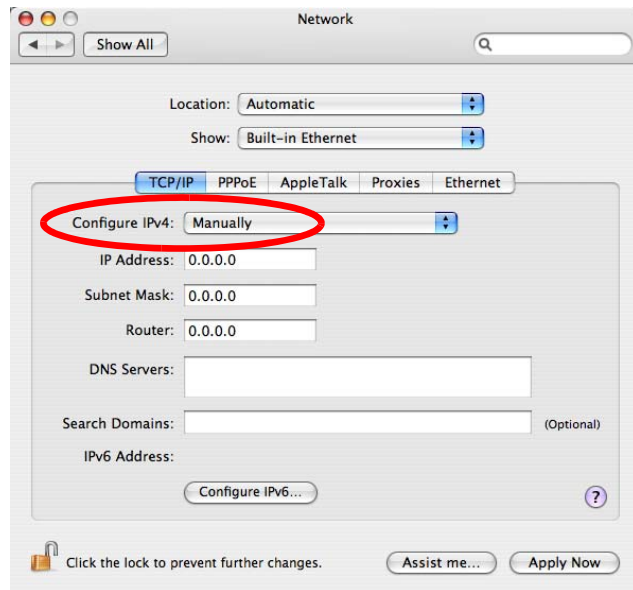 Network
Show All
Location: Automatic
Show: Built-in Ethernet
TCP/IP PPPoE AppleTalk Proxies Ethernet
Configure IPv4: Manually
IP Address: 0.0.0.0
Subnet Mask: 0.0.0.0
Router: 0.0.0.0
DNS Servers:
Search Domains: (Optional)
IPv6 Address:
Configure IPv6...
?
Click the lock to prevent further changes. Assist me... Apply Now